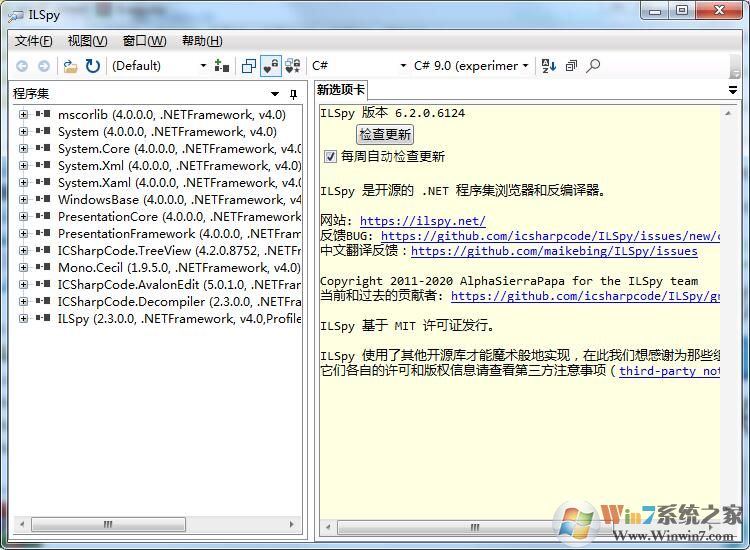 ILSpy
文件(F) 视图(V) 窗口(W) 帮助(H)
(Default) C# C# 9.0 (experimer
程序集
mscorlib (4.0.0.0, .NETFramework, v4.0)
System (4.0.0.0, .NETFramework, v4.0)
System.Core (4.0.0.0, .NETFramework, v4.0)
System.Xml (4.0.0.0, .NETFramework, v4.0)
System.Xaml (4.0.0.0, .NETFramework, v4.0
WindowsBase (4.0.0.0, .NETFramework, v4.0
PresentationCore (4.0.0.0, .NETFramework,
PresentationFramework (4.0.0.0, .NETFrame
ICSharpCode.TreeView (4.2.0.8752, .NETFr
Mono.Cecil (1.9.5.0, .NETFramework, v4.0)
ICSharpCode.AvalonEdit (5.0.1.0, .NETFram
ICSharpCode.Decompiler (2.3.0.0, .NETFram
ILSpy (2.3.0.0, .NETFramework, v4.0,Profile
新选项卡
ILSpy 版本 6.2.0.6124
检查更新
每周自动检查更新
ILSpy 是开源的 .NET 程序集浏览器和反编译器。
网站: https://ilspy.net/
反馈BUG: https://github.com/icsharpcode/ILSpy/issues/new/c
中文翻译反馈：https://github.com/maikebing/ILSpy/issues
Copyright 2011-2020 AlphaSierraPapa for the ILSpy team
当前和过去的贡献者: https://github.com/icsharpcode/ILSpy/gr
ILSpy 基于 MIT 许可证发行。
ILSpy 使用了其他开源库才能魔术般地实现，在此我们想感谢为那些组
它们各自的许可和版权信息请查看第三方注意事项（third-party not
Win7系统之家
Www.Winwin7.com